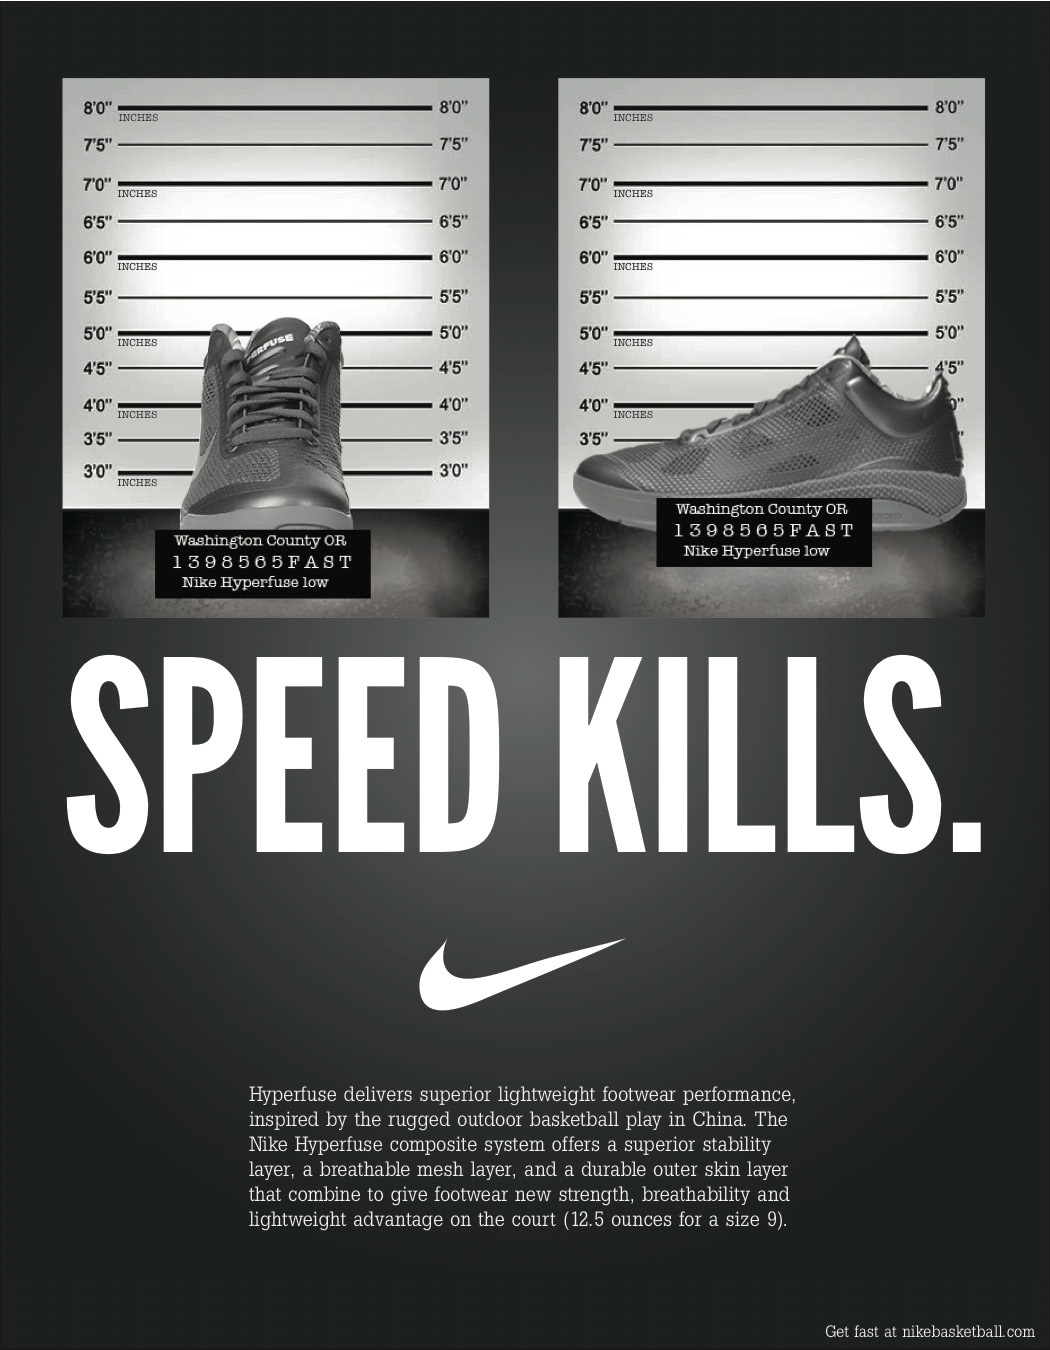 8'0" 8'0"
INCHES
7'5" 7'5"
7'0" 7'0"
INCHES
6'5" 6'5"
6'0" 6'0"
INCHES
5'5" 5'5"
5'0" 5'0"
INCHES
4'5" 4'5"
4'0" 4'0"
INCHES
3'5" 3'5"
3'0" 3'0"
INCHES
ERFUSE
Washington County OR
1398565FAST
Nike Hyperfuse low
8'0" 8'0"
INCHES
7'5" 7'5"
7'0" 7'0"
INCHES
6'5" 6'5"
6'0" 6'0"
INCHES
5'5" 5'5"
5'0" 5'0"
INCHES
4'5" 4'5"
4'0" 0"
INCHES
3'5"
Washington County OR
1398565FAST
Nike Hyperfuse low
SPEED KILLS.
Hyperfuse delivers superior lightweight footwear performance,
inspired by the rugged outdoor basketball play in China. The
Nike Hyperfuse composite system offers a superior stability
layer, a breathable mesh layer, and a durable outer skin layer
that combine to give footwear new strength, breathability and
lightweight advantage on the court (12.5 ounces for a size 9).
Get fast at nikebasketball.com